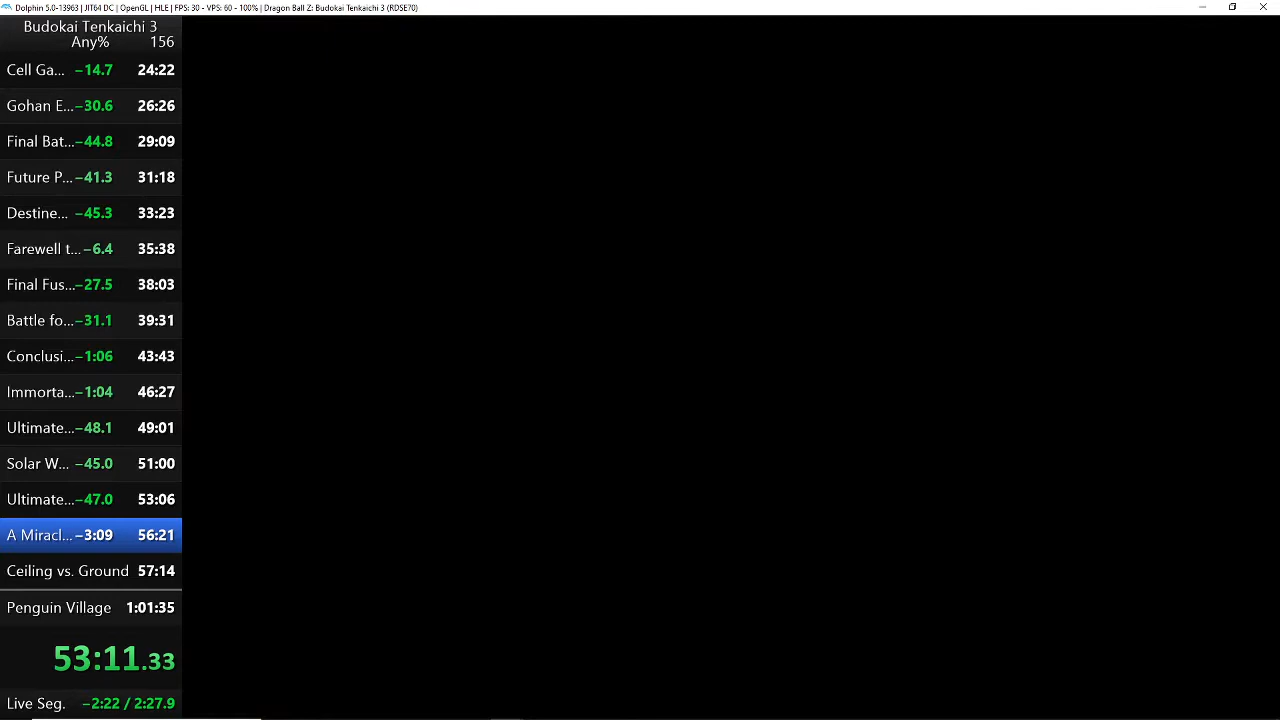 Dolphin 5.0-13963 | JIT64 DC | OpenGL | HLE | FPS: 30 - VPS: 60 - 100% | Dragon Ball Z: Budokai Tenkaichi 3 (RDSE70)
Budokai Tenkaichi 3
Any% 156
Cell Ga... −14.7 24:22
Gohan E... −30.6 26:26
Final Bat... −44.8 29:09
Future P... −41.3 31:18
Destine... −45.3 33:23
Farewell t... −6.4 35:38
Final Fus... −27.5 38:03
Battle fo... −31.1 39:31
Conclusi... −1:06 43:43
Immorta... −1:04 46:27
Ultimate... −48.1 49:01
Solar W... −45.0 51:00
Ultimate... −47.0 53:06
A Miracl... −3:09 56:21
Ceiling vs. Ground 57:14
Penguin Village 1:01:35
53:11.33
Live Seg. −2:22 / 2:27.9